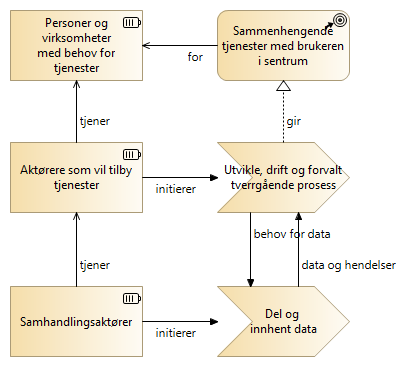 Personer og
virksomheter
med behov for
tjenester
Sammenhengende
tjenester med brukeren
i sentrum
for
tjener
gir
Aktørere som vil tilby
tjenester
initierer
Utvikle, drift og forvalt
tverrgående prosess
behov for data
tjener
data og hendelser
Samhandlingsaktører
initierer
Del og
innhent data